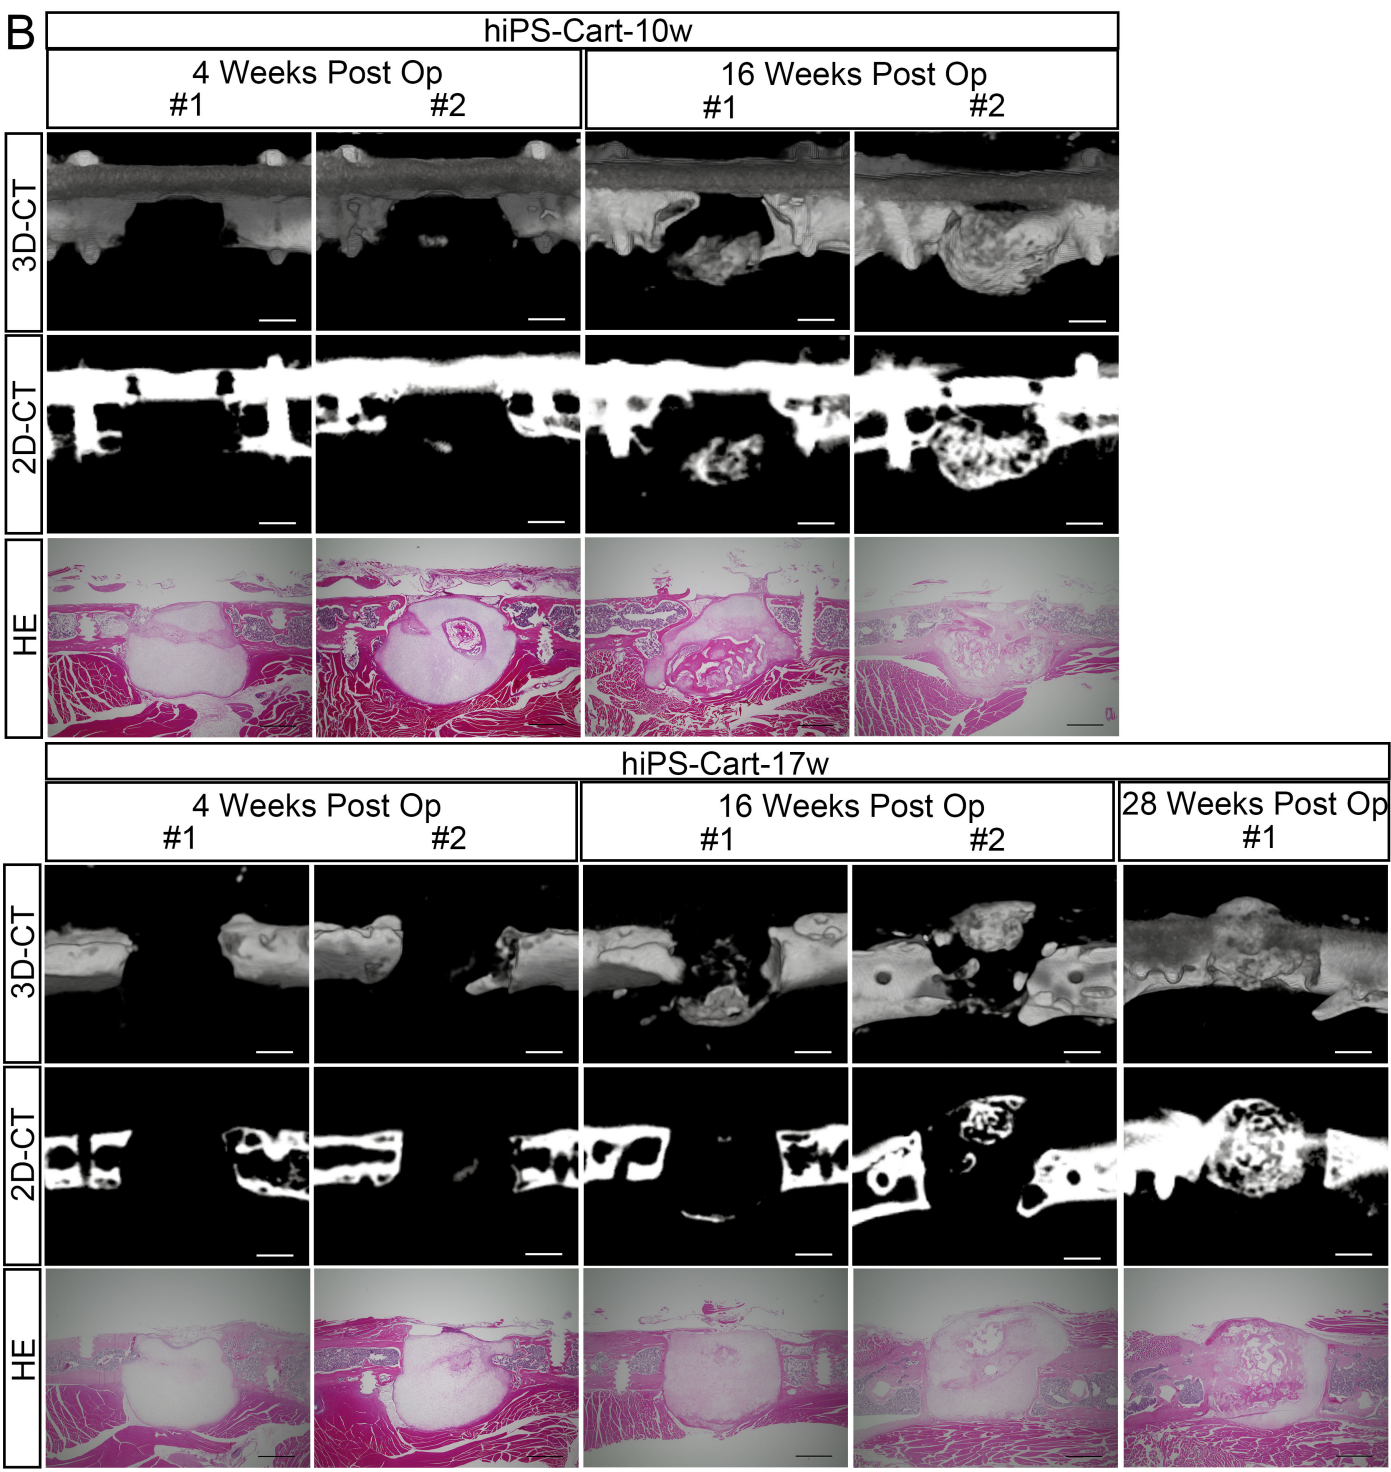 B
hiPS-Cart-10w
4 Weeks Post Op
16 Weeks Post Op
#1
#2
#1
#2
3D-CT
2D-CT
HE
hiPS-Cart-17w
4 Weeks Post Op
16 Weeks Post Op
28 Weeks Post Op
#1
#2
#1
#2
#1
3D-CT
2D-CT
HE